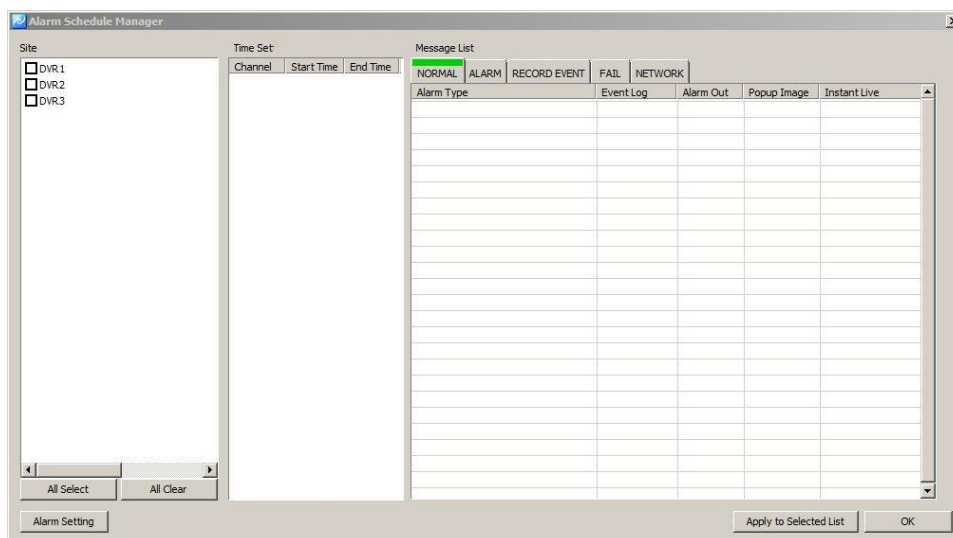 Alarm Schedule Manager
Site
Time Set
Message List
DVR1
DVR2
DVR3
Channel Start Time End Time
NORMAL ALARM RECORD EVENT FAIL NETWORK
Alarm Type Event Log Alarm Out Popup Image Instant Live
All Select All Clear
Alarm Setting
Apply to Selected List OK